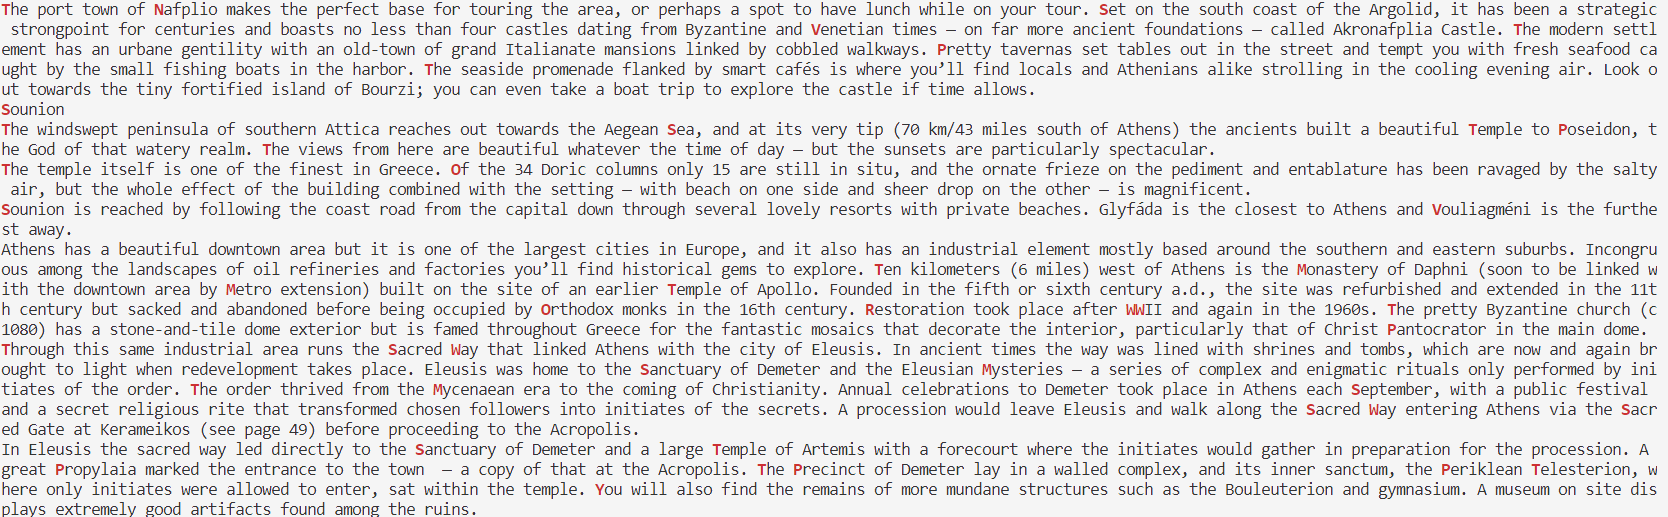 The port town of Nafplio makes the perfect base for touring the area, or perhaps a spot to have lunch while on your tour. Set on the south coast of the Argolid, it has been a strategic
 strongpoint for centuries and boasts no less than four castles dating from Byzantine and Venetian times — on far more ancient foundations — called Akronafplia Castle. The modern settl
ement has an urbane gentility with an old-town of grand Italianate mansions linked by cobbled walkways. Pretty tavernas set tables out in the street and tempt you with fresh seafood ca
ught by the small fishing boats in the harbor. The seaside promenade flanked by smart cafés is where you’ll find locals and Athenians alike strolling in the cooling evening air. Look o
ut towards the tiny fortified island of Bourzi; you can even take a boat trip to explore the castle if time allows.
Sounion
The windswept peninsula of southern Attica reaches out towards the Aegean Sea, and at its very tip (70 km/43 miles south of Athens) the ancients built a beautiful Temple to Poseidon, t
he God of that watery realm. The views from here are beautiful whatever the time of day — but the sunsets are particularly spectacular.
The temple itself is one of the finest in Greece. Of the 34 Doric columns only 15 are still in situ, and the ornate frieze on the pediment and entablature has been ravaged by the salty
 air, but the whole effect of the building combined with the setting — with beach on one side and sheer drop on the other — is magnificent.
Sounion is reached by following the coast road from the capital down through several lovely resorts with private beaches. Glyfáda is the closest to Athens and Vouliagméni is the furthe
st away.
Athens has a beautiful downtown area but it is one of the largest cities in Europe, and it also has an industrial element mostly based around the southern and eastern suburbs. Incongru
ous among the landscapes of oil refineries and factories you’ll find historical gems to explore. Ten kilometers (6 miles) west of Athens is the Monastery of Daphni (soon to be linked w
ith the downtown area by Metro extension) built on the site of an earlier Temple of Apollo. Founded in the fifth or sixth century a.d., the site was refurbished and extended in the 11t
h century but sacked and abandoned before being occupied by Orthodox monks in the 16th century. Restoration took place after WWII and again in the 1960s. The pretty Byzantine church (c
1080) has a stone-and-tile dome exterior but is famed throughout Greece for the fantastic mosaics that decorate the interior, particularly that of Christ Pantocrator in the main dome.
Through this same industrial area runs the Sacred Way that linked Athens with the city of Eleusis. In ancient times the way was lined with shrines and tombs, which are now and again br
ought to light when redevelopment takes place. Eleusis was home to the Sanctuary of Demeter and the Eleusian Mysteries — a series of complex and enigmatic rituals only performed by ini
tiates of the order. The order thrived from the Mycenaean era to the coming of Christianity. Annual celebrations to Demeter took place in Athens each September, with a public festival
and a secret religious rite that transformed chosen followers into initiates of the secrets. A procession would leave Eleusis and walk along the Sacred Way entering Athens via the Sacr
ed Gate at Kerameikos (see page 49) before proceeding to the Acropolis.
In Eleusis the sacred way led directly to the Sanctuary of Demeter and a large Temple of Artemis with a forecourt where the initiates would gather in preparation for the procession. A
great Propylaia marked the entrance to the town  — a copy of that at the Acropolis. The Precinct of Demeter lay in a walled complex, and its inner sanctum, the Periklean Telesterion, w
here only initiates were allowed to enter, sat within the temple. You will also find the remains of more mundane structures such as the Bouleuterion and gymnasium. A museum on site dis
plays extremely good artifacts found among the ruins.